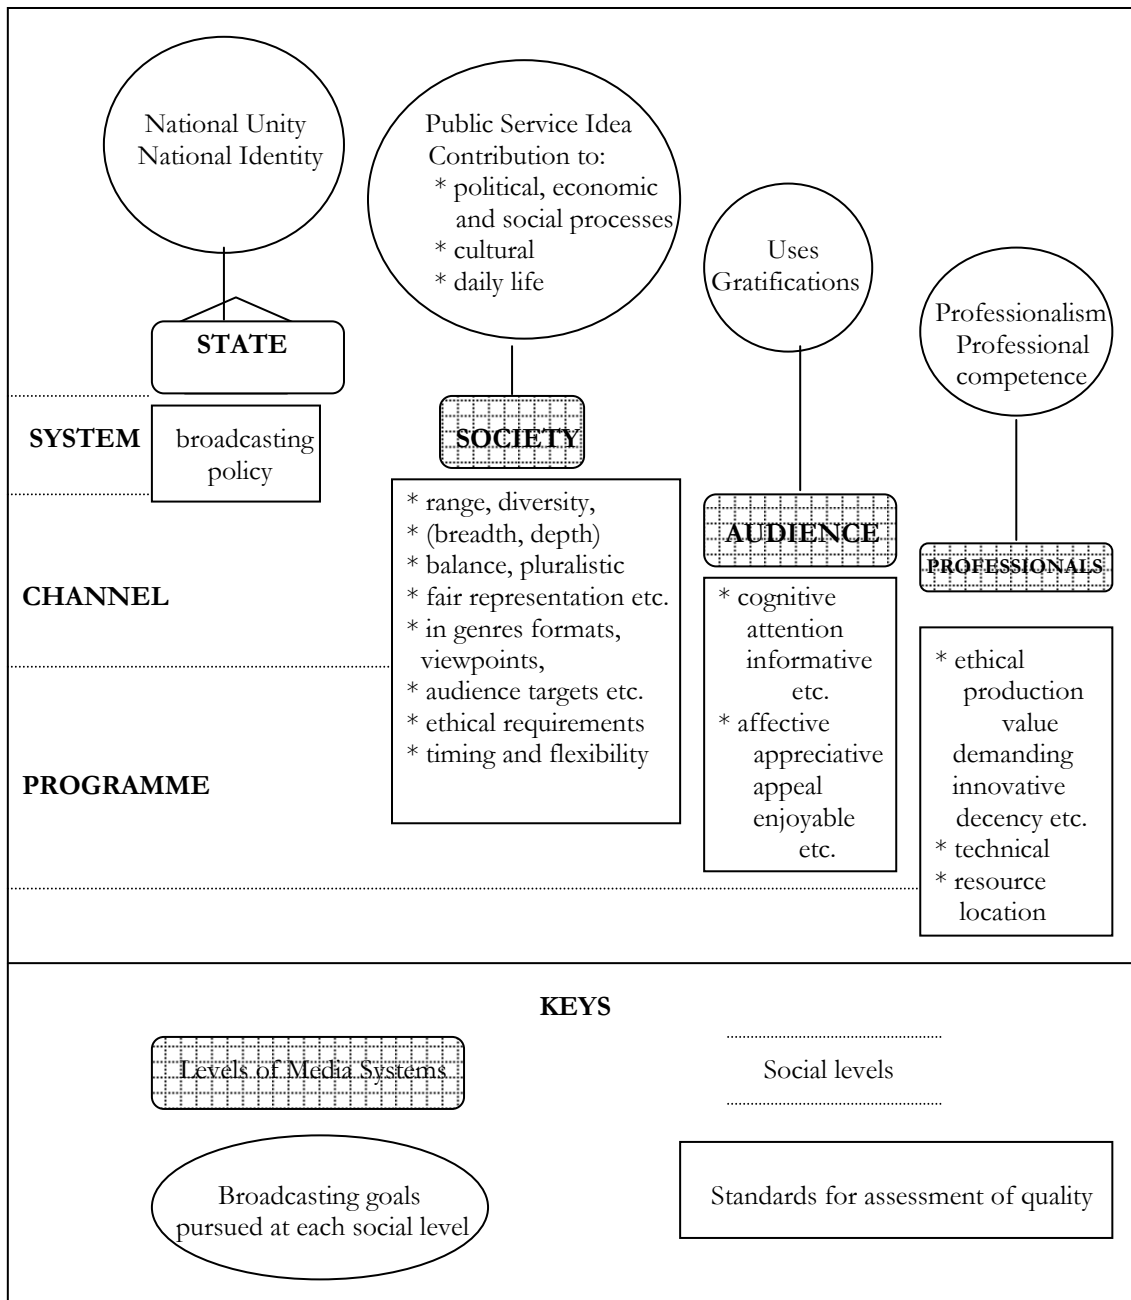 National Unity
National Identity
Public Service Idea
Contribution to:
* political, economic
and social processes
* cultural
* daily life
Uses
Gratifications
Professionalism
Professional
competence
STATE
SYSTEM
broadcasting
policy
SOCIETY
* range, diversity,
* (breadth, depth)
* balance, pluralistic
* fair representation etc.
* in genres formats,
viewpoints,
* audience targets etc.
* ethical requirements
* timing and flexibility
AUDIENCE
* cognitive
attention
informative
etc.
* affective
appreciative
appeal
enjoyable
etc.
PROFESSIONALS
* ethical
production
value
demanding
innovative
decency etc.
* technical
* resource
location
CHANNEL
PROGRAMME
KEYS
Levels of Media Systems
Social levels
Broadcasting goals
pursued at each social level
Standards for assessment of quality